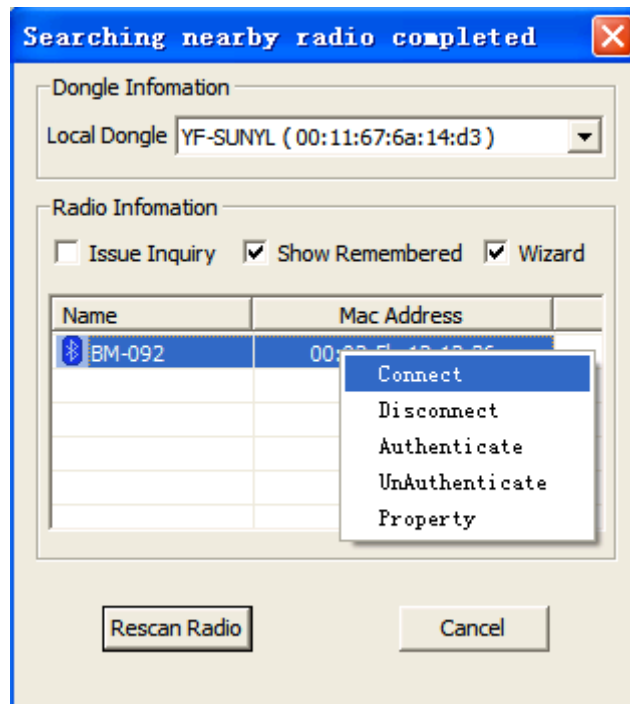 Searching nearby radio completed
Dongle Infomation
Local Dongle YF-SUNYL ( 00:11:67:6a:14:d3 )
Radio Infomation
Issue Inquiry Show Remembered Wizard
Name Mac Address
BM-092
Connect
Disconnect
Authenticate
UnAuthenticate
Property
Rescan Radio Cancel